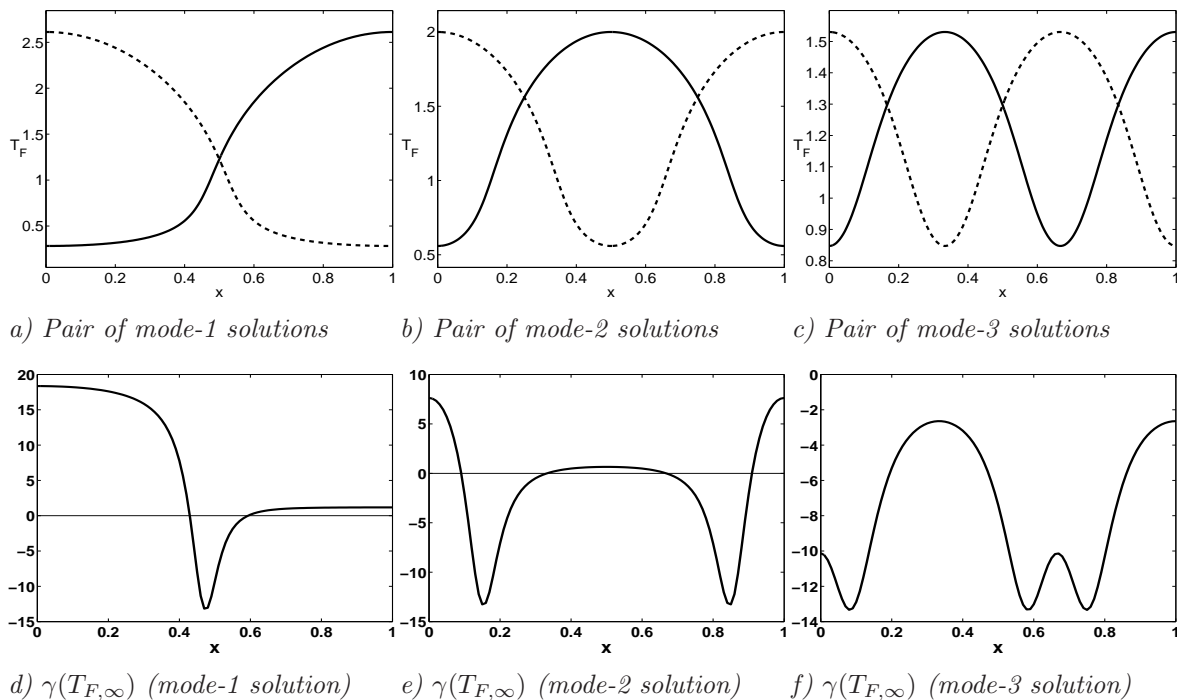 2.5
2
1.5
1
0.5
T_F
0 0.2 0.4 0.6 0.8 1
x
2
1.5
1
0.5
T_F
0 0.2 0.4 0.6 0.8 1
x
1.5
1.4
1.3
1.2
1.1
1
0.9
0.8
T_F
0 0.2 0.4 0.6 0.8 1
x
a) Pair of mode-1 solutions
b) Pair of mode-2 solutions
c) Pair of mode-3 solutions
20
15
10
5
0
−5
−10
−15
0 0.2 0.4 0.6 0.8 1
x
10
5
0
−5
−10
−15
0 0.2 0.4 0.6 0.8 1
x
0
−2
−4
−6
−8
−10
−12
−14
0 0.2 0.4 0.6 0.8 1
x
d) γ(T_{F,∞}) (mode-1 solution)
e) γ(T_{F,∞}) (mode-2 solution)
f) γ(T_{F,∞}) (mode-3 solution)